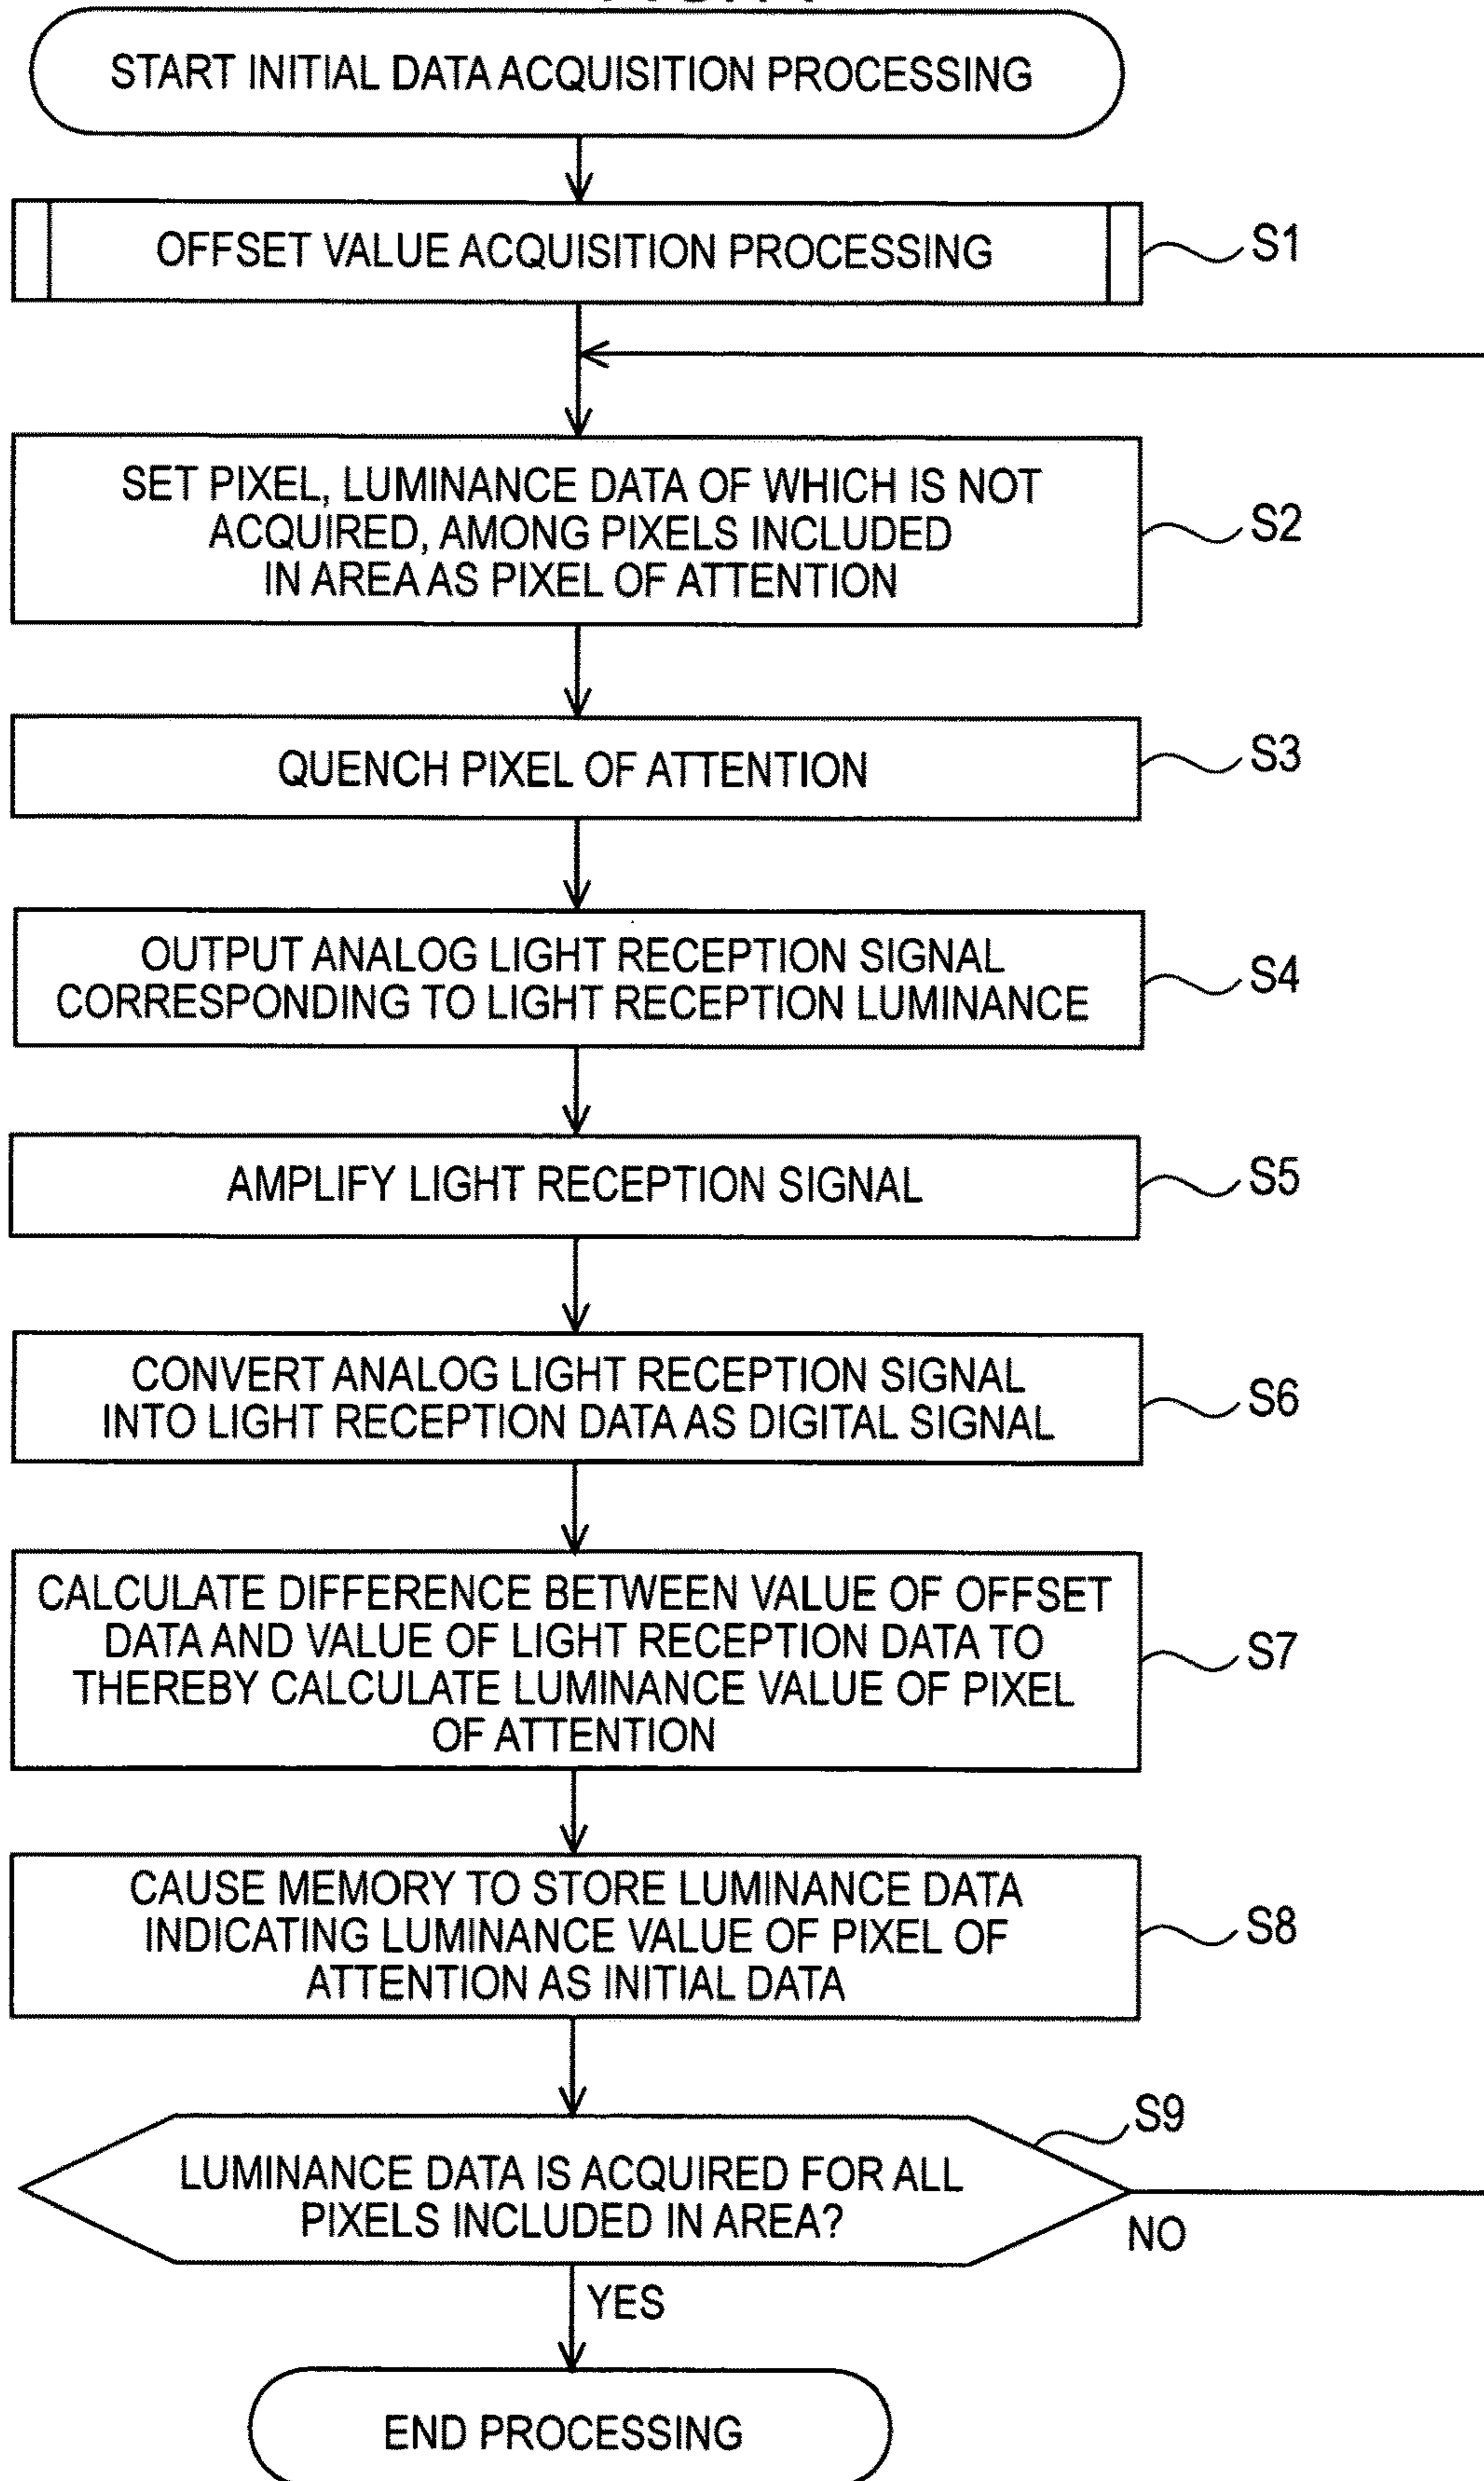 START INITIAL DATA ACQUISITION PROCESSING
OFFSET VALUE ACQUISITION PROCESSING
S1
SET PIXEL, LUMINANCE DATA OF WHICH IS NOT
ACQUIRED, AMONG PIXELS INCLUDED
IN AREA AS PIXEL OF ATTENTION
S2
QUENCH PIXEL OF ATTENTION
S3
OUTPUT ANALOG LIGHT RECEPTION SIGNAL
CORRESPONDING TO LIGHT RECEPTION LUMINANCE
S4
AMPLIFY LIGHT RECEPTION SIGNAL
S5
CONVERT ANALOG LIGHT RECEPTION SIGNAL
INTO LIGHT RECEPTION DATA AS DIGITAL SIGNAL
S6
CALCULATE DIFFERENCE BETWEEN VALUE OF OFFSET
DATA AND VALUE OF LIGHT RECEPTION DATA TO
THEREBY CALCULATE LUMINANCE VALUE OF PIXEL
OF ATTENTION
S7
CAUSE MEMORY TO STORE LUMINANCE DATA
INDICATING LUMINANCE VALUE OF PIXEL OF
ATTENTION AS INITIAL DATA
S8
S9
LUMINANCE DATA IS ACQUIRED FOR ALL
PIXELS INCLUDED IN AREA?
NO
YES
END PROCESSING